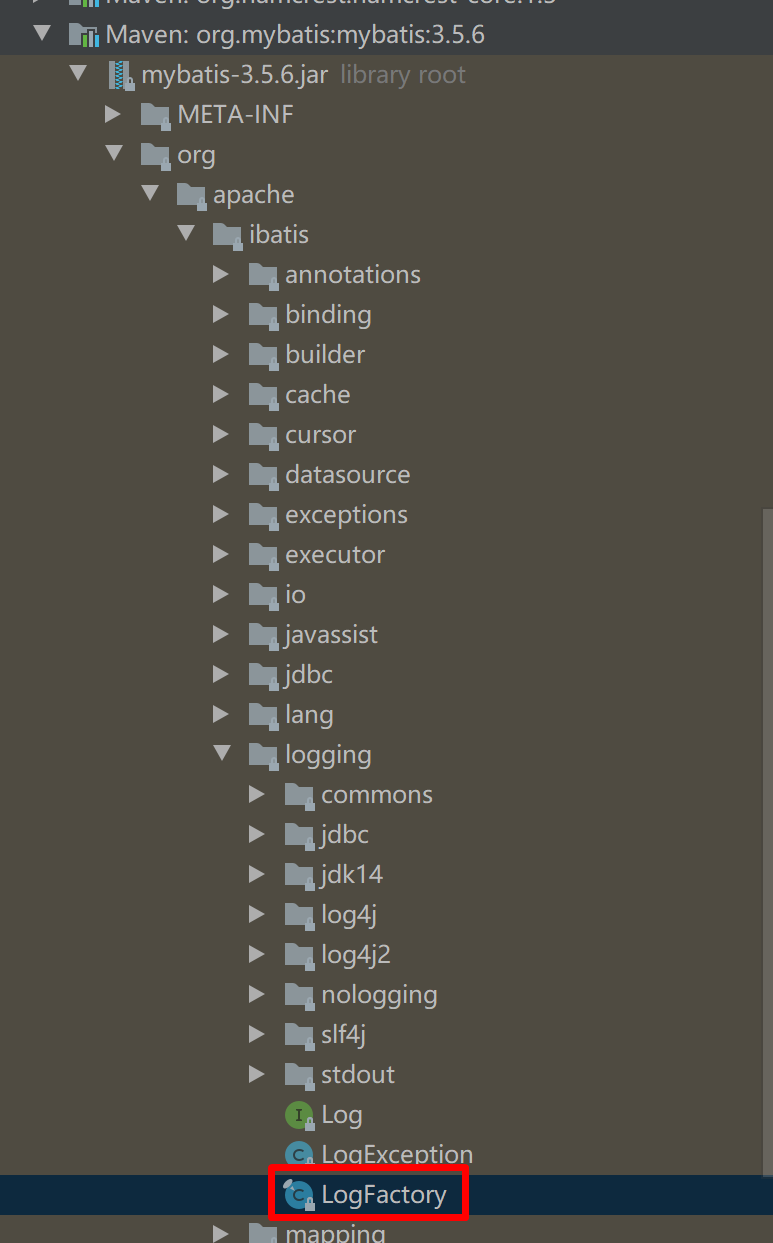 Maven: org.hamcrest:hamcrest-core:1.3
Maven: org.mybatis:mybatis:3.5.6
mybatis-3.5.6.jar library root
META-INF
org
apache
ibatis
annotations
binding
builder
cache
cursor
datasource
exceptions
executor
io
javassist
jdbc
lang
logging
commons
jdbc
jdk14
log4j
log4j2
nologging
slf4j
stdout
Log
LogException
LogFactory
mapping